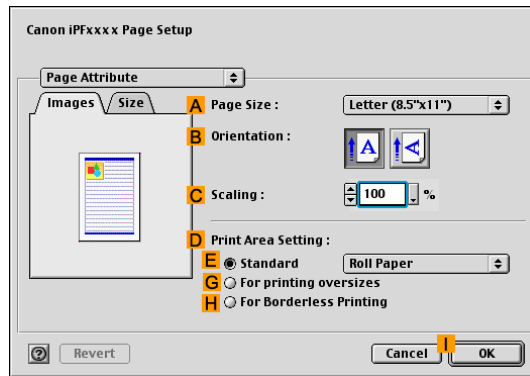 Canon iPFxxxx Page Setup
Page Attribute
Images Size
A Page Size : Letter (8.5"x11")
B Orientation :
A A
C Scaling : 100 %
D Print Area Setting :
E Standard Roll Paper
G For printing oversizes
H For Borderless Printing
I
? Revert Cancel OK